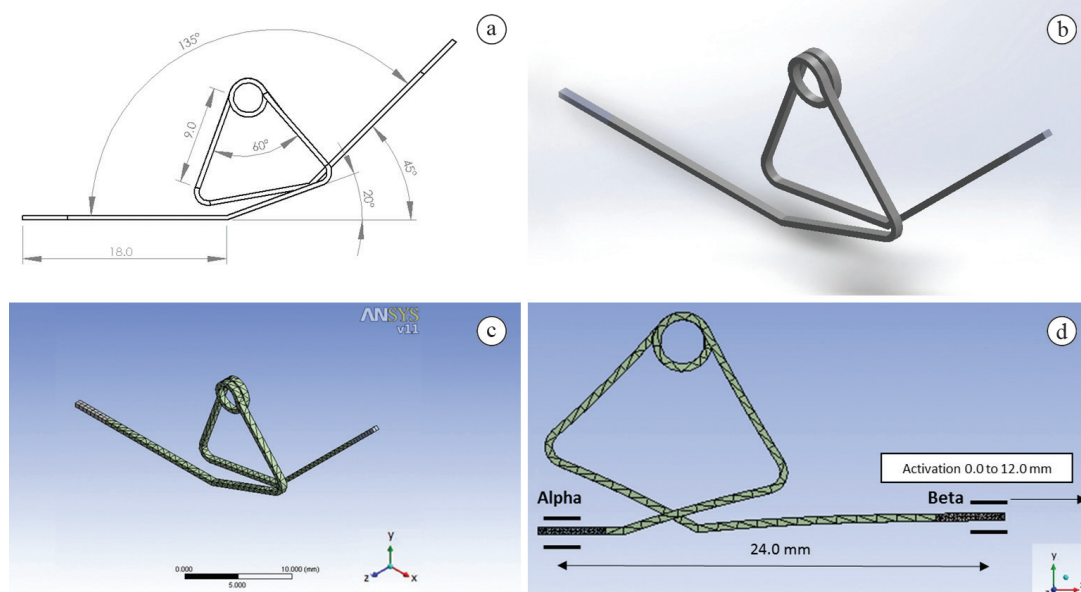 a
135°
9.0
60°
45°
20°
18.0
b
ANSYS
v11
c
y
z
x
0.000
10.000 (mm)
5.000
d
Activation 0.0 to 12.0 mm
Alpha
Beta
24.0 mm
y